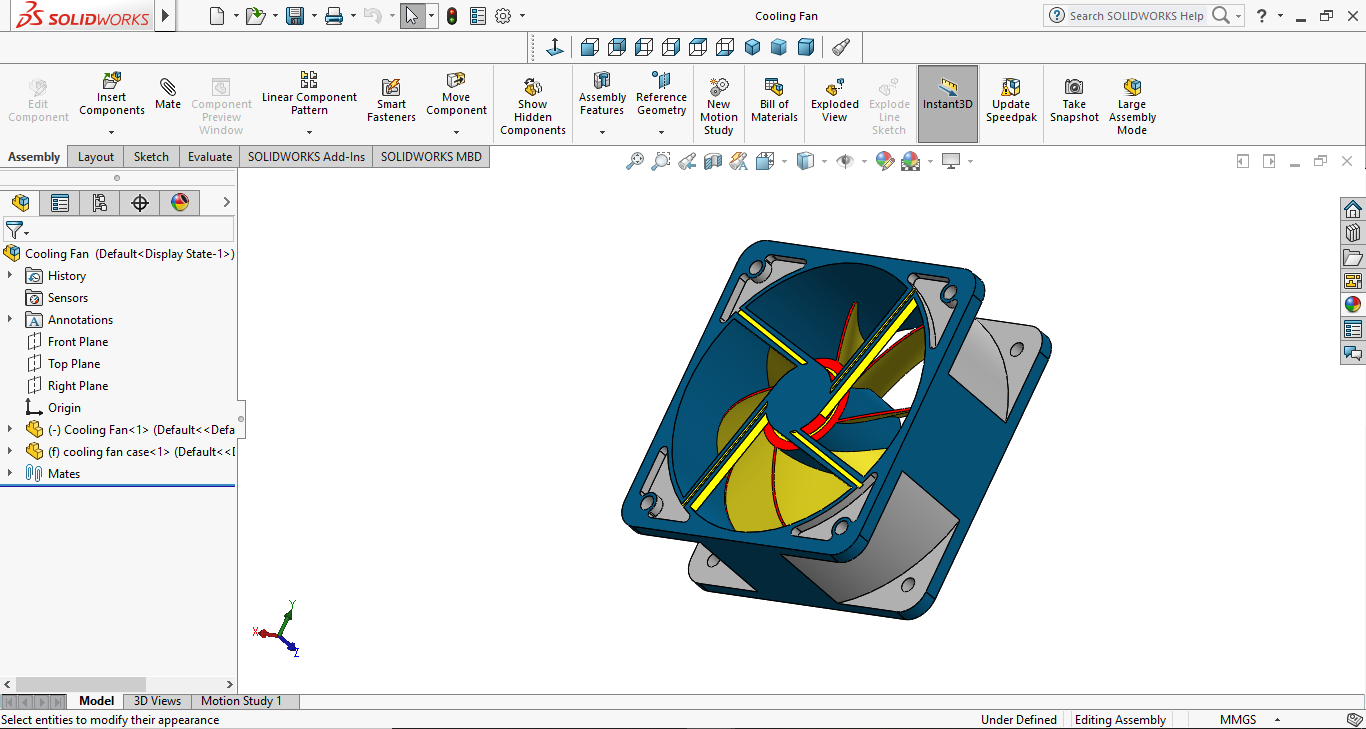 SOLIDWORKS
Cooling Fan
Search SOLIDWORKS Help
?
Edit Component
Insert Components
Mate
Component Preview Window
Linear Component Pattern
Smart Fasteners
Move Component
Show Hidden Components
Assembly Features
Reference Geometry
New Motion Study
Bill of Materials
Exploded View
Explode Line Sketch
Instant3D
Update Speedpak
Take Snapshot
Large Assembly Mode
Assembly Layout Sketch Evaluate SOLIDWORKS Add-Ins SOLIDWORKS MBD
Cooling Fan (Default<Display State-1>)
History
Sensors
A Annotations
Front Plane
Top Plane
Right Plane
Origin
(-) Cooling Fan<1> (Default<<Defa
(f) cooling fan case<1> (Default<<D
Mates
Y
X
Z
Model 3D Views Motion Study 1
Select entities to modify their appearance
Under Defined Editing Assembly MMGS